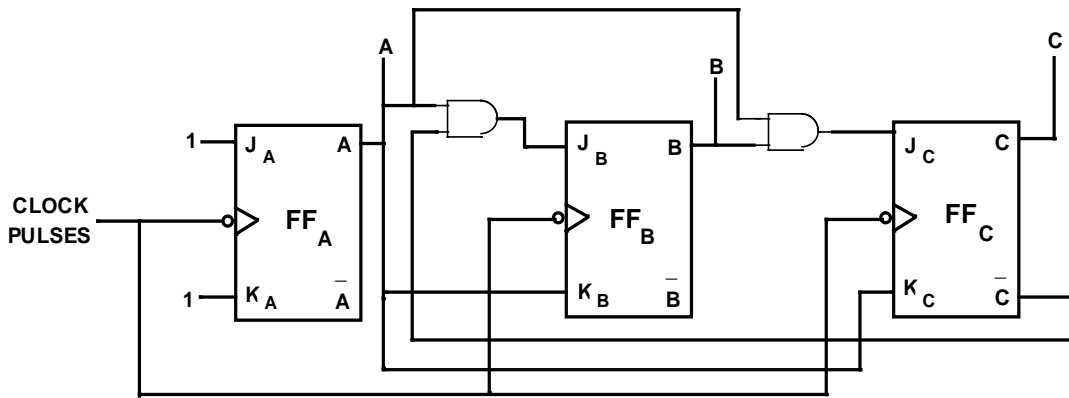 A
B
C
1
J A
A
J B
B
J C
C
CLOCK
PULSES
FF A
FF B
FF C
1
K A
A̅
K B
B̅
K C
C̅